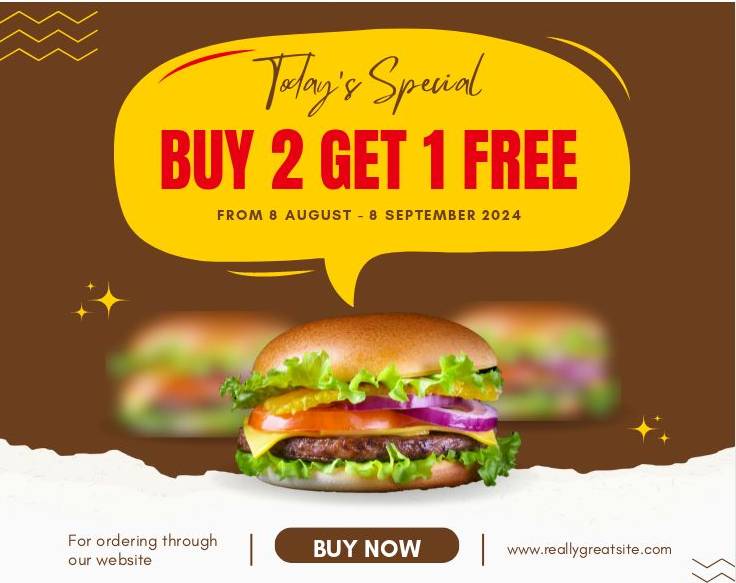 Today's Special
BUY 2 GET 1 FREE
FROM 8 AUGUST - 8 SEPTEMBER 2024
For ordering through
our website
BUY NOW
www.reallygreatsite.com